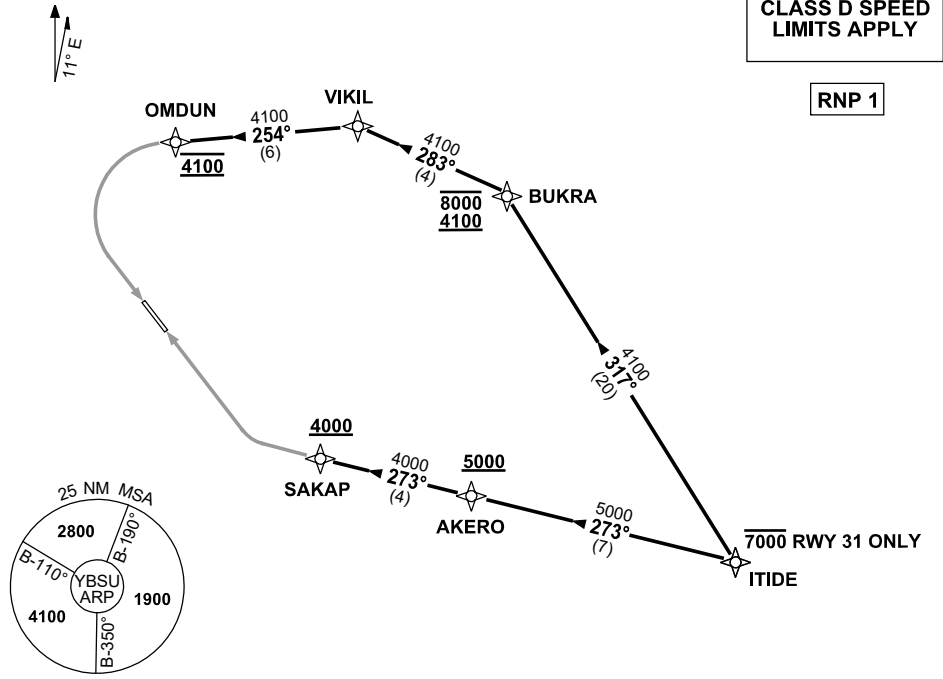 CLASS D SPEED
LIMITS APPLY
RNP 1
11° E
OMDUN
4100
VIKIL
4100
254°
(6)
4100
283°
(4)
BUKRA
8000
4100
4100
317°
(20)
4000
SAKAP
4000
273°
(4)
5000
AKERO
5000
273°
(7)
7000 RWY 31 ONLY
ITIDE
25 NM MSA
2800
B-190°
B-110°
YBSU
ARP
1900
4100
B-350°